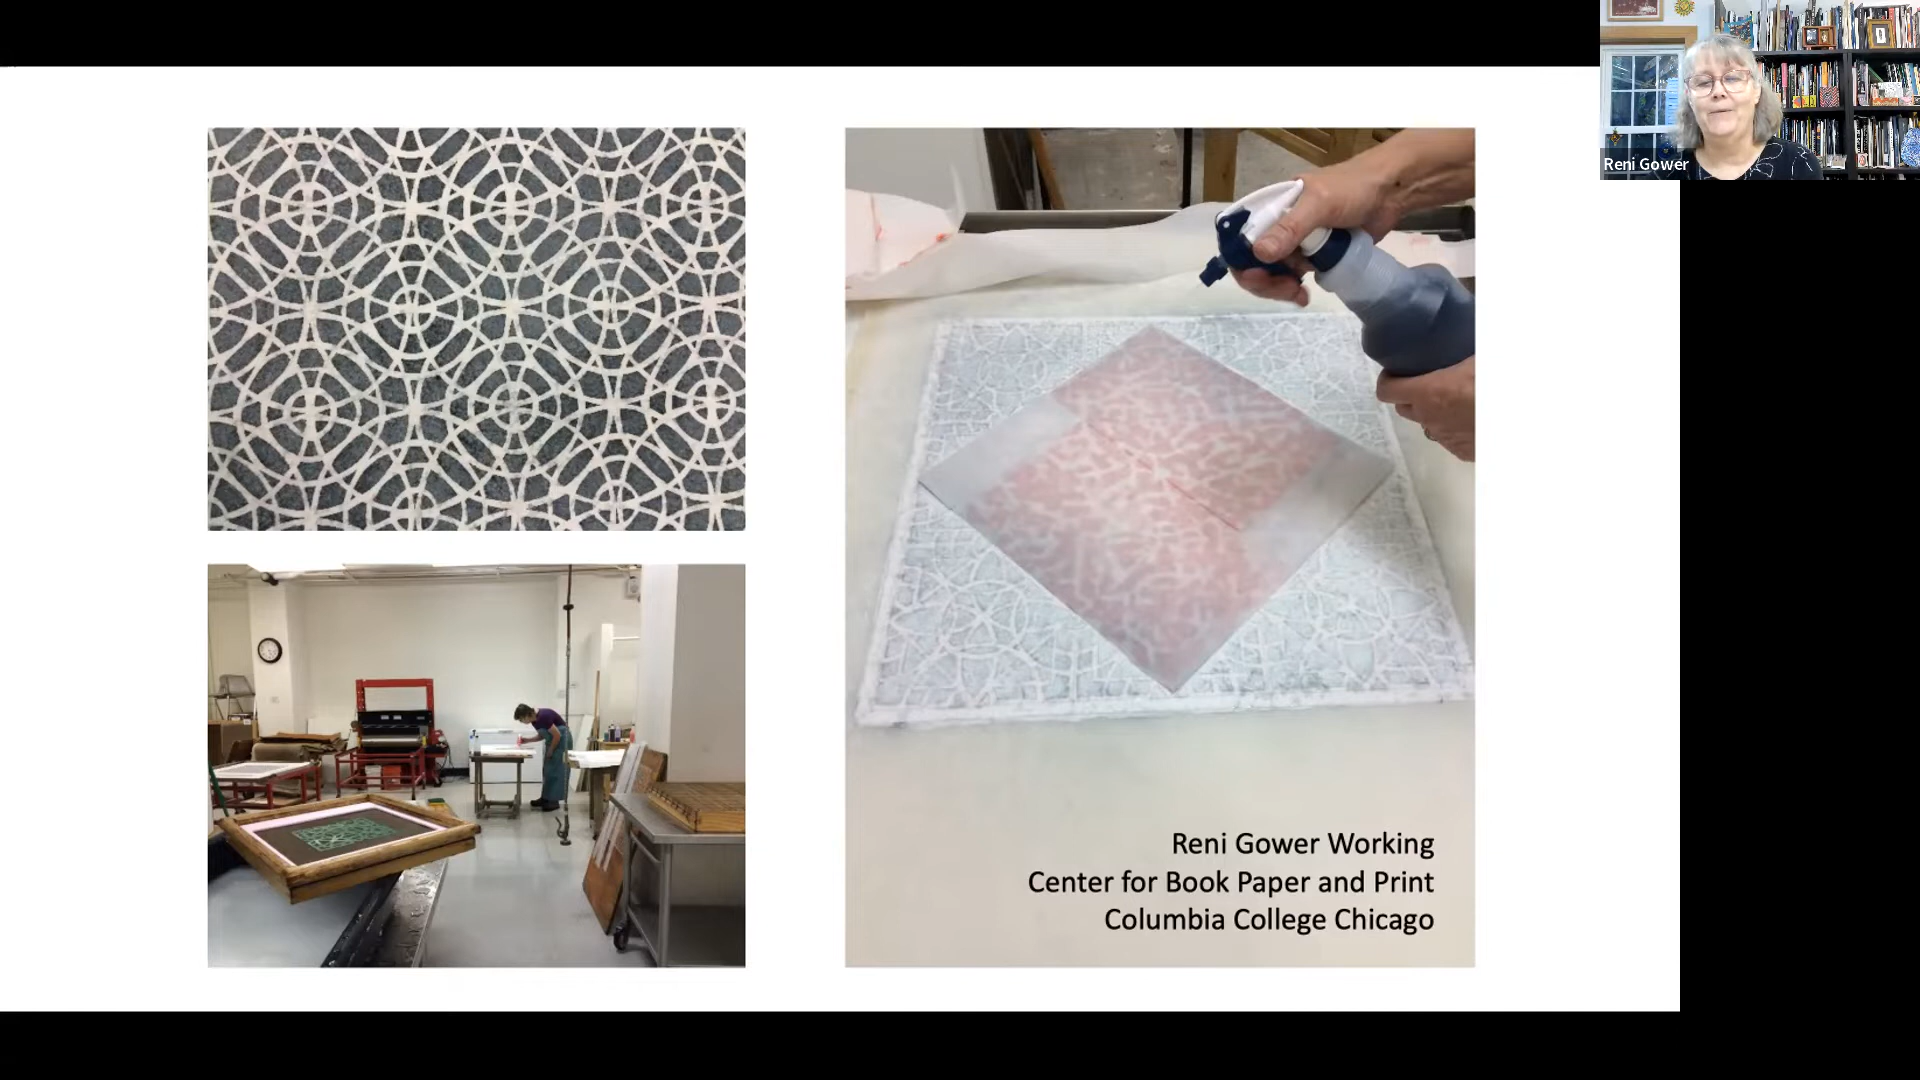 Reni Gower
Reni Gower Working
Center for Book Paper and Print
Columbia College Chicago